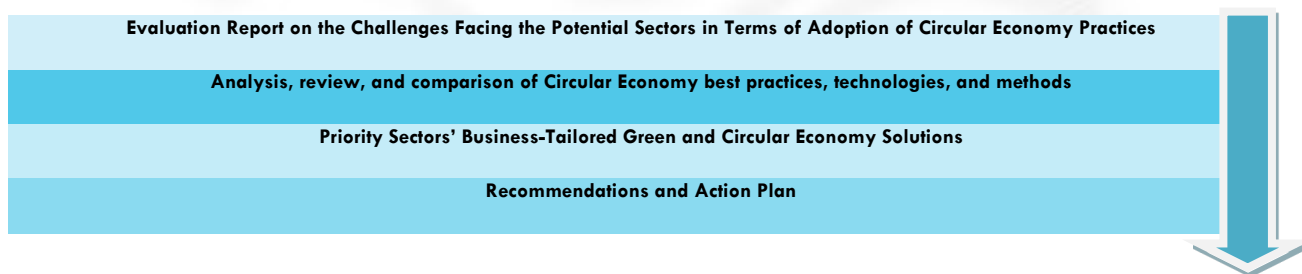 Evaluation Report on the Challenges Facing the Potential Sectors in Terms of Adoption of Circular Economy Practices
Analysis, review, and comparison of Circular Economy best practices, technologies, and methods
Priority Sectors’ Business-Tailored Green and Circular Economy Solutions
Recommendations and Action Plan